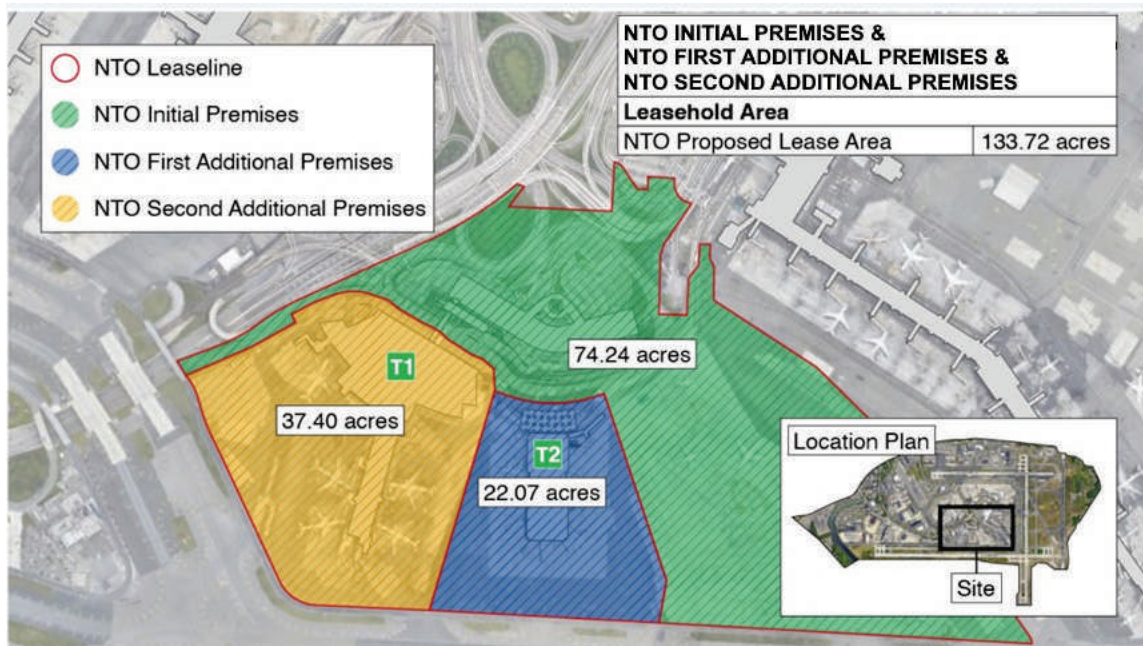 NTO Leaseline
NTO Initial Premises
NTO First Additional Premises
NTO Second Additional Premises
NTO INITIAL PREMISES &
NTO FIRST ADDITIONAL PREMISES &
NTO SECOND ADDITIONAL PREMISES
Leasehold Area
NTO Proposed Lease Area 133.72 acres
T1
74.24 acres
37.40 acres
T2
22.07 acres
Location Plan
Site